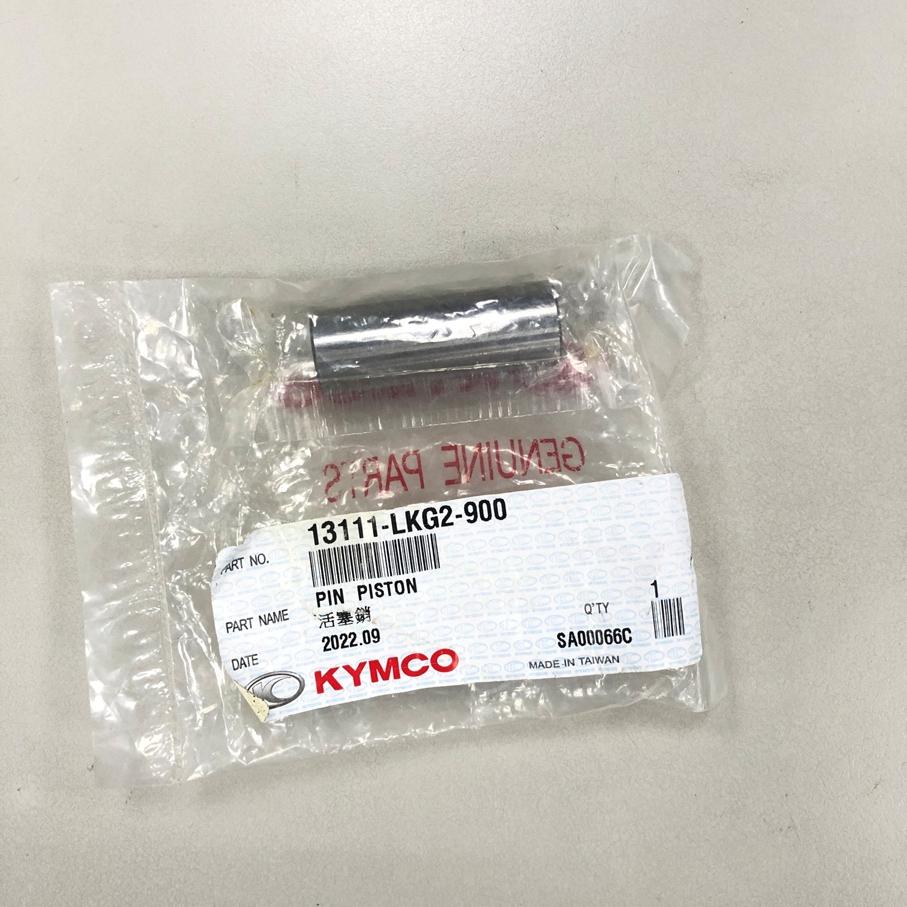 GENUINE PARTS
PART NO. 13111-LKG2-900
PART NAME PIN PISTON
活塞銷
DATE 2022.09
Q'TY 1
SA00066C
KYMCO
MADE IN TAIWAN